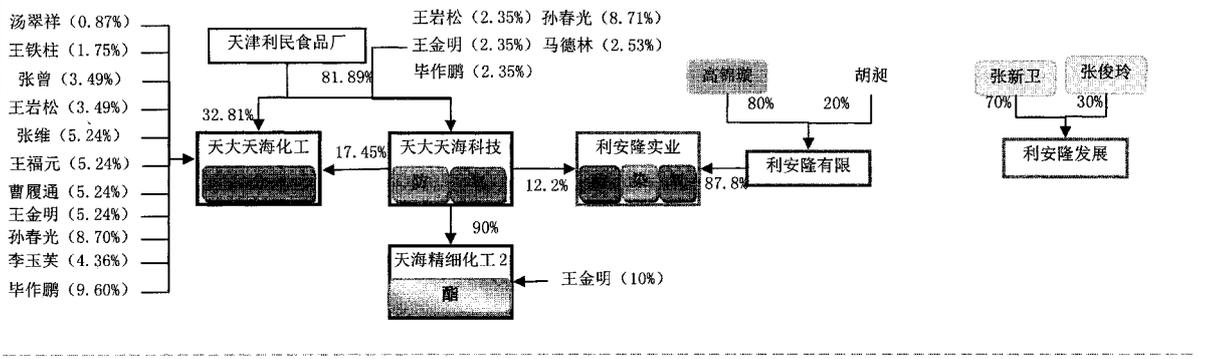 汤翠祥（0.87%）
王铁柱（1.75%）
张曾（3.49%）
王岩松（3.49%）
张维（5.24%）
王福元（5.24%）
曹履通（5.24%）
王金明（5.24%）
孙春光（8.70%）
李玉芙（4.36%）
毕作鹏（9.60%）
天津利民食品厂
王岩松（2.35%）孙春光（8.71%）
王金明（2.35%）马德林（2.53%）
毕作鹏（2.35%）
81.89%
32.81%
天大天海化工
17.45%
天大天海科技
防
12.2%
利安隆实业
染
87.8%
高锦璇
胡昶
80%
20%
利安隆有限
张新卫
张俊玲
70%
30%
利安隆发展
90%
天海精细化工2
酯
王金明（10%）